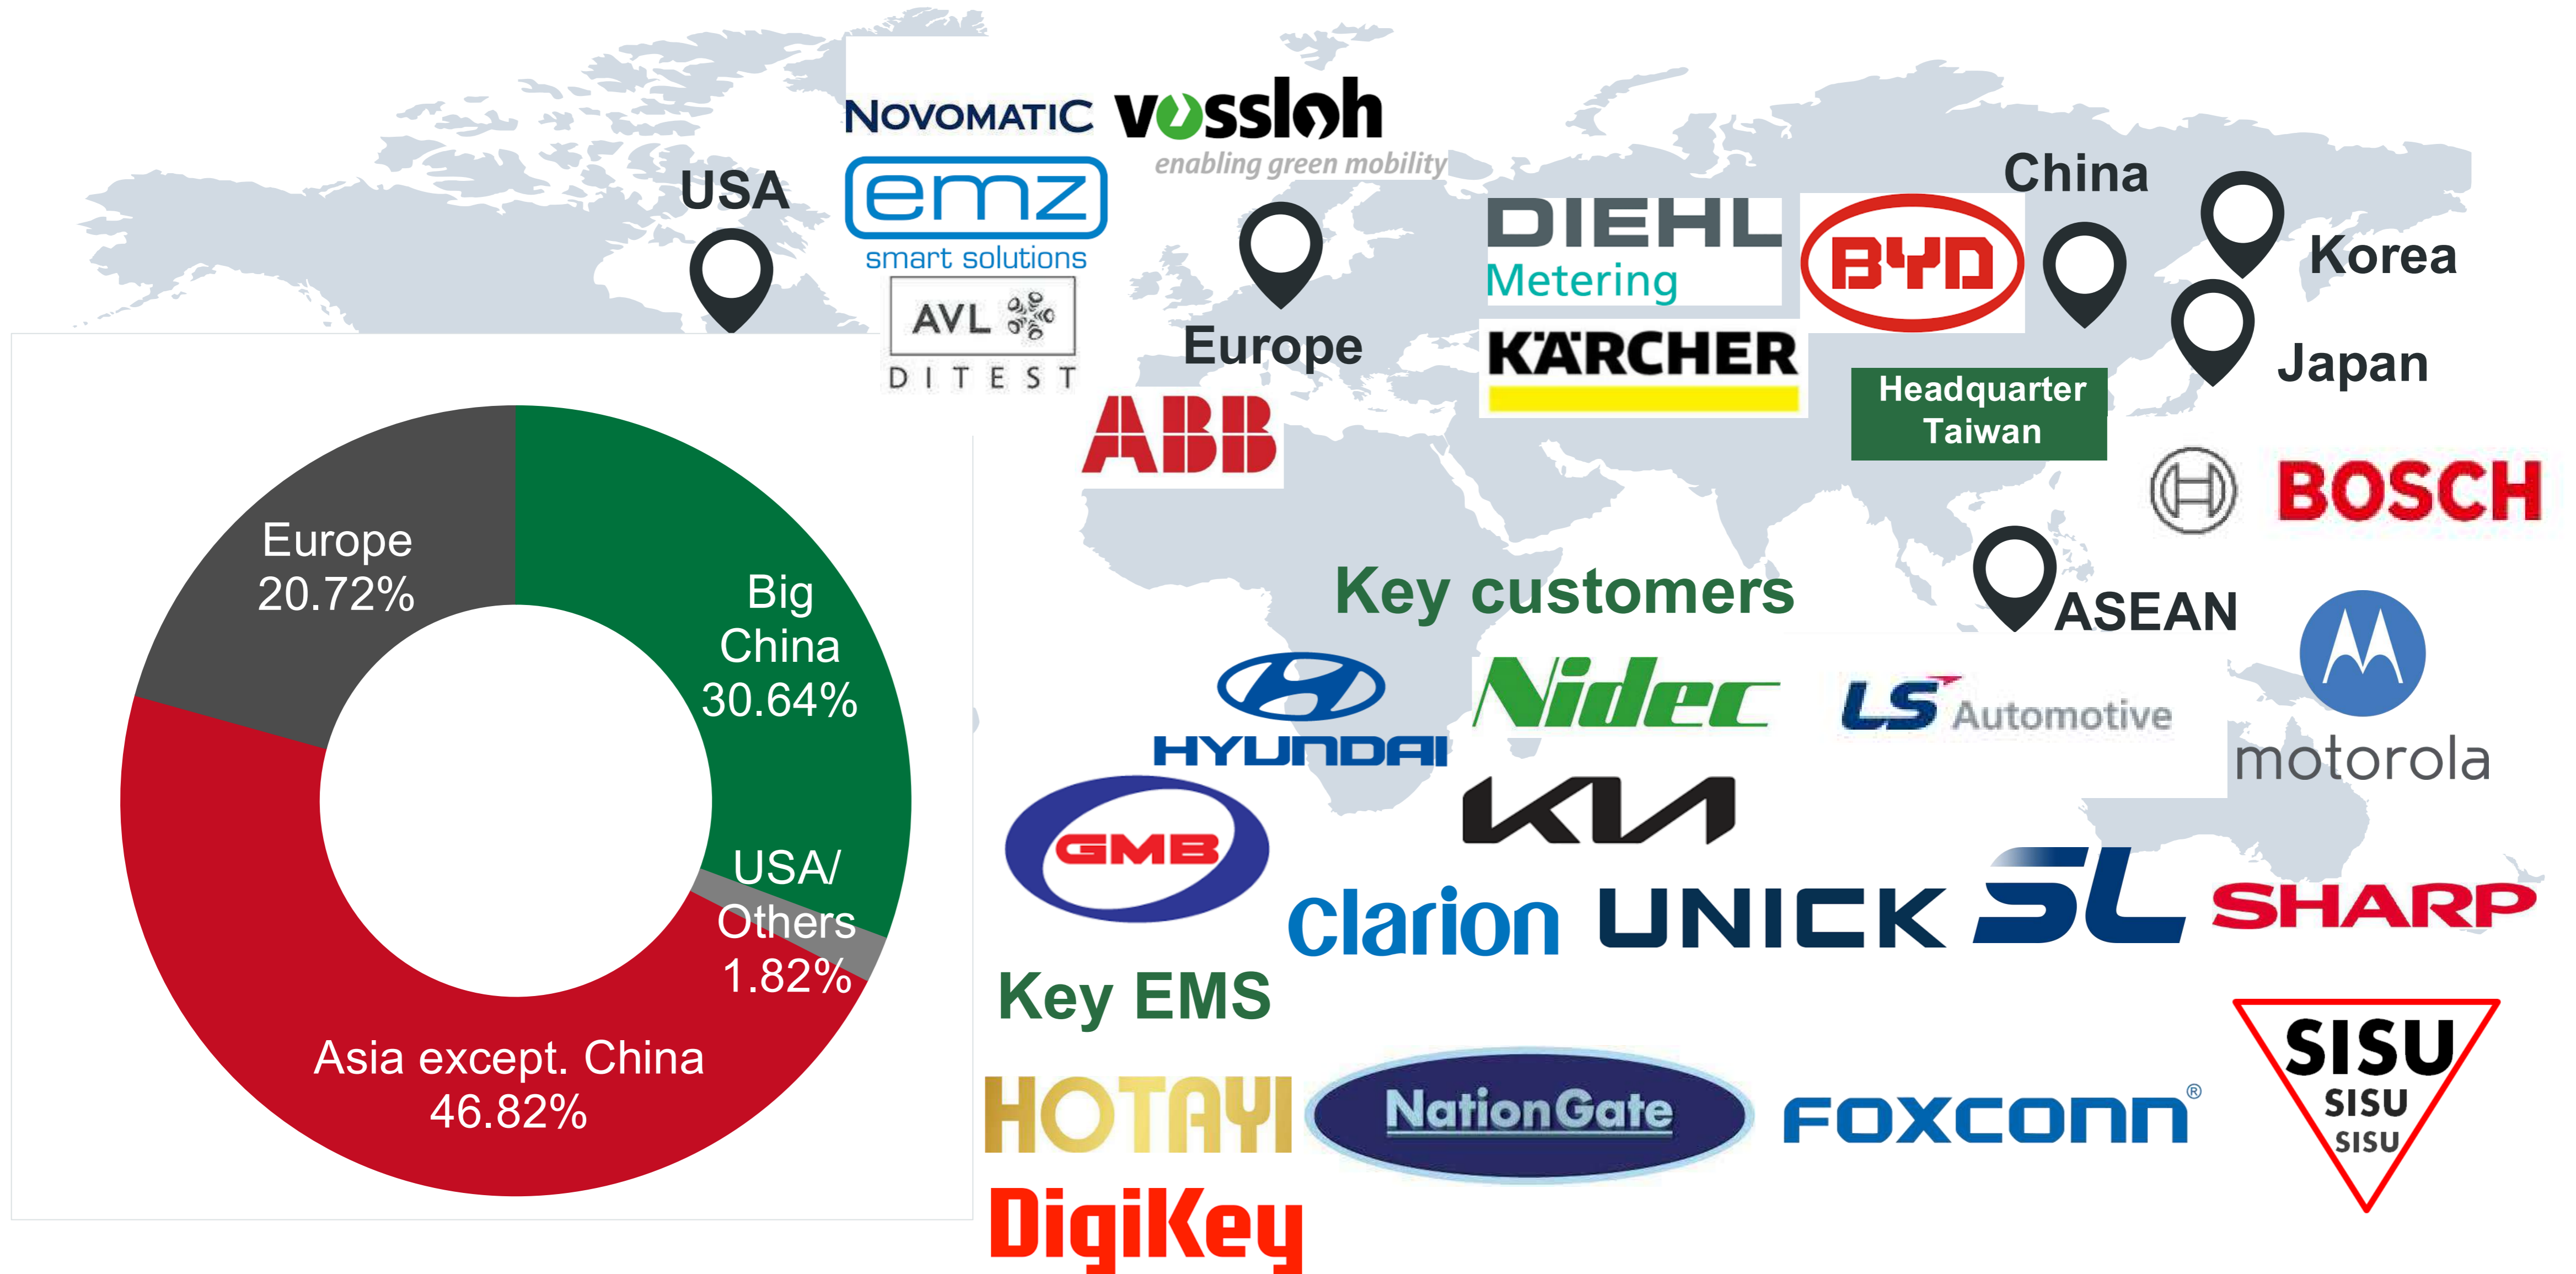 NOVOMATIC
vossloh
enabling green mobility
USA
emz
smart solutions
AVL
DITEST
Europe
ABB
DIEHL
Metering
KÄRCHER
BYD
China
Korea
Japan
Headquarter
Taiwan
BOSCH
ASEAN
Europe
20.72%
Big
China
30.64%
USA/
Others
1.82%
Asia except. China
46.82%
Key customers
HYUNDAI
Nidec
LS Automotive
motorola
GMB
KIA
Clarion
UNICK
SL
SHARP
Key EMS
HOTAYI
NationGate
FOXCONN®
SISU
SISU
SISU
DigiKey